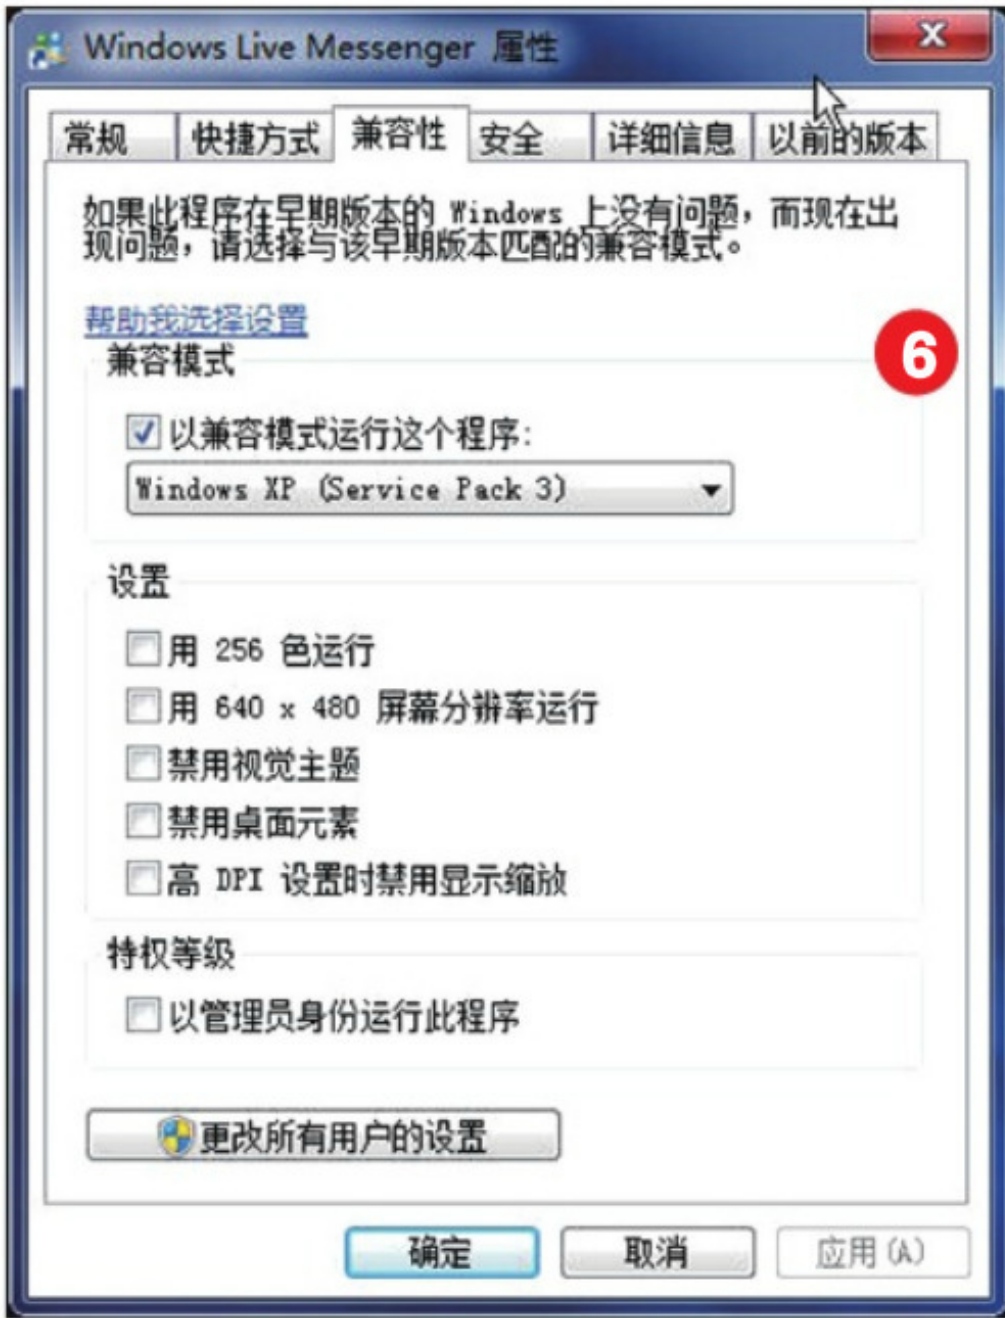 Windows Live Messenger 属性
常规 快捷方式 兼容性 安全 详细信息 以前的版本
如果此程序在早期版本的 Windows 上没有问题，而现在出
现问题，请选择与该早期版本匹配的兼容模式。
帮助我选择设置
6
兼容模式
以兼容模式运行这个程序:
Windows XP (Service Pack 3)
设置
用 256 色运行
用 640 x 480 屏幕分辨率运行
禁用视觉主题
禁用桌面元素
高 DPI 设置时禁用显示缩放
特权等级
以管理员身份运行此程序
更改所有用户的设置
确定 取消 应用(A)